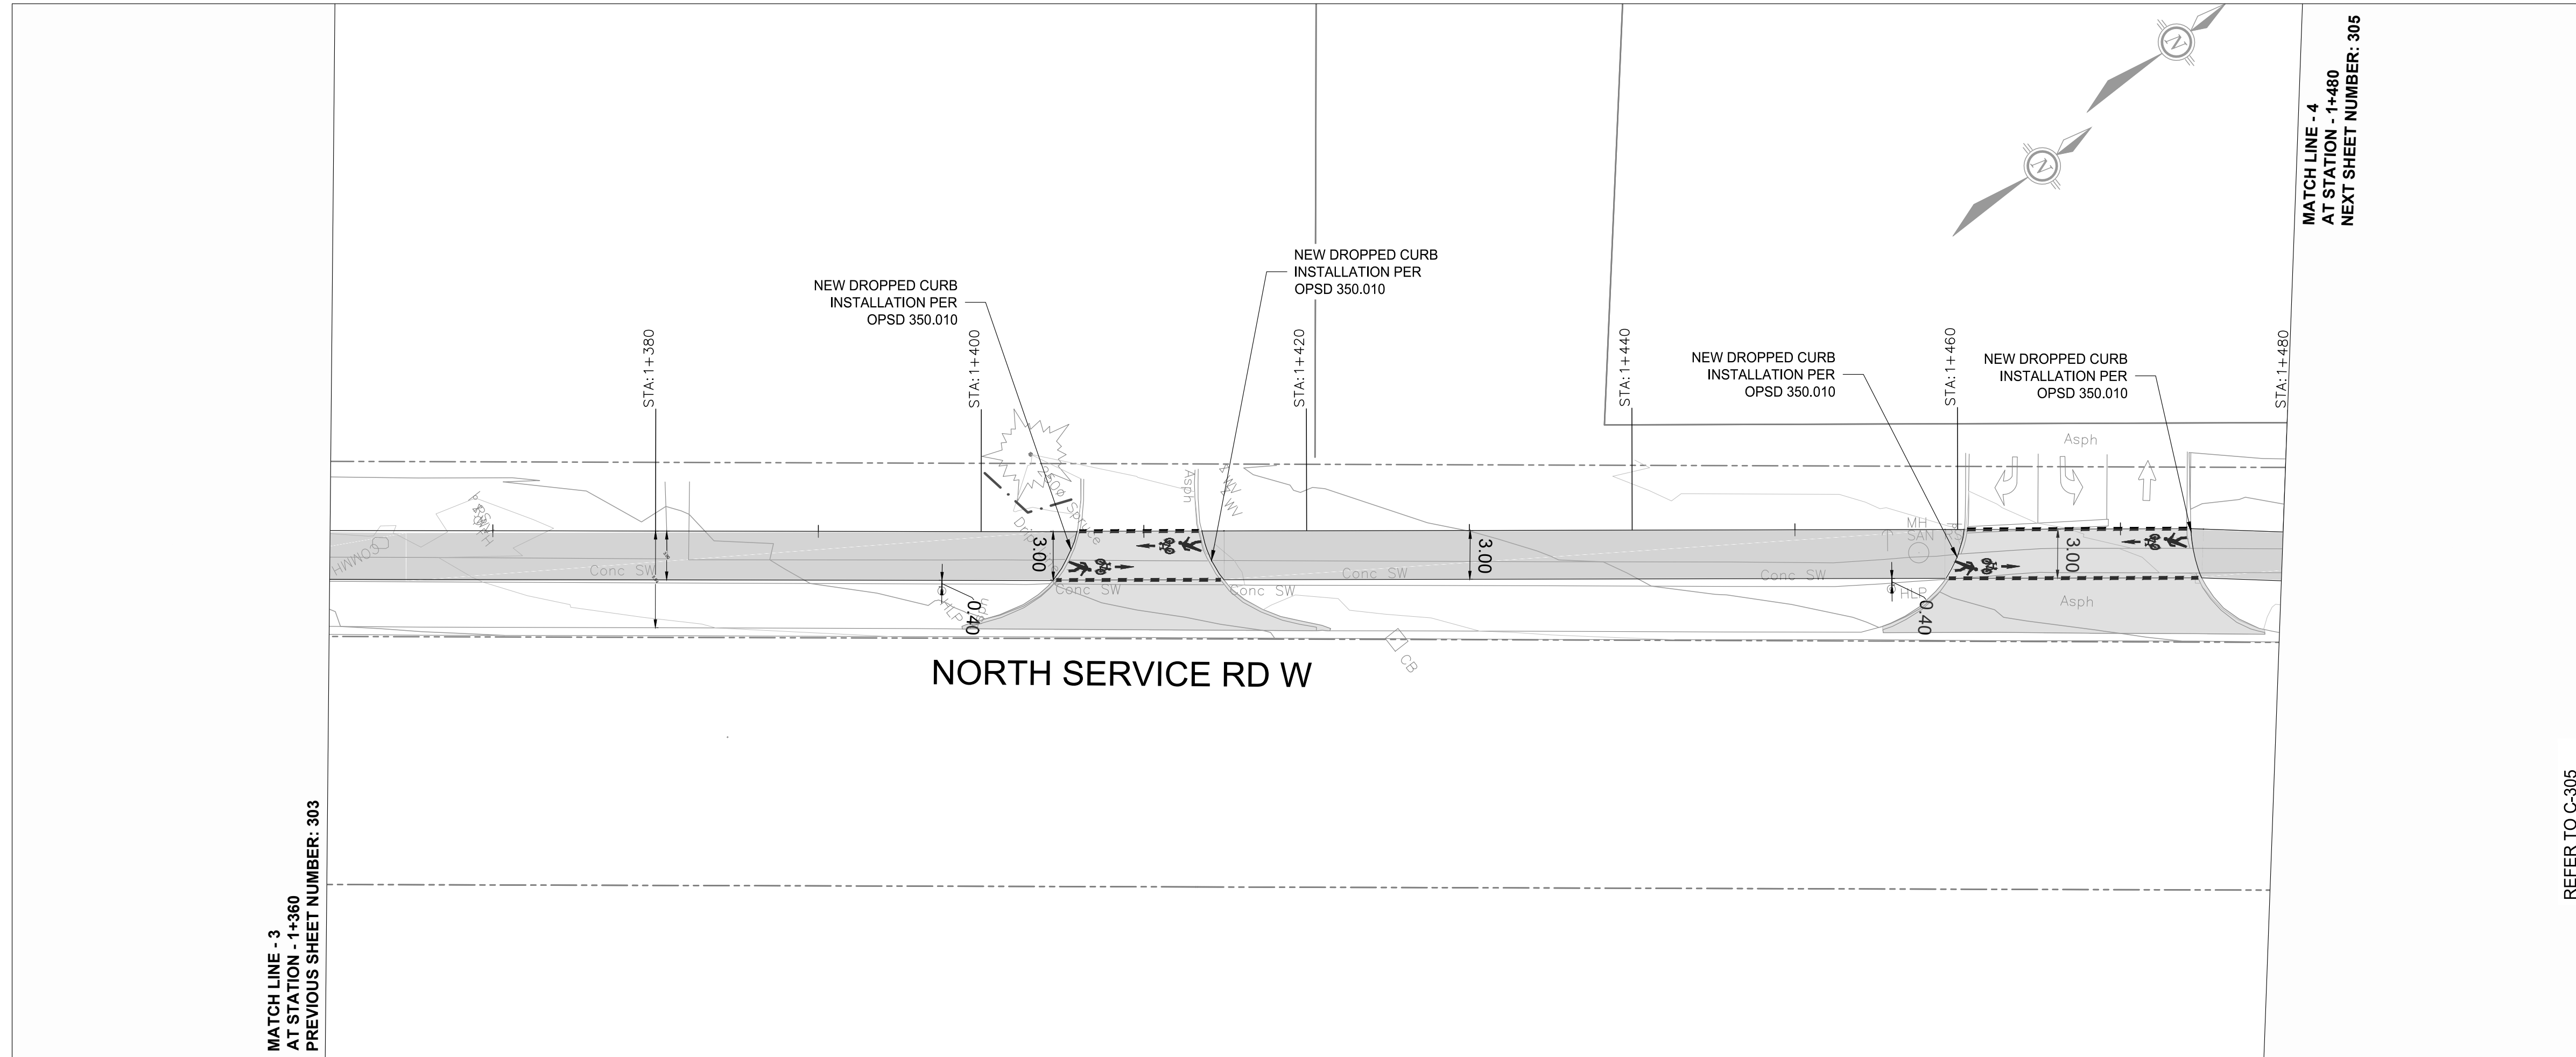 N
N
MATCH LINE - 4
AT STATION - 1+480
NEXT SHEET NUMBER: 305
NEW DROPPED CURB
INSTALLATION PER
OPSD 350.010
NEW DROPPED CURB
INSTALLATION PER
OPSD 350.010
NEW DROPPED CURB
INSTALLATION PER
OPSD 350.010
NEW DROPPED CURB
INSTALLATION PER
OPSD 350.010
STA:1+380
STA:1+400
STA:1+420
STA:1+440
STA:1+460
STA:1+480
Asph
Asph
WV
WV
Spruce
COMMH
MH
SAN
3.00
3.00
3.00
Conc SW
Conc SW
Conc SW
Conc SW
Conc SW
HLP
0.40
HLP
0.40
Asph
CB
NORTH SERVICE RD W
MATCH LINE - 3
AT STATION - 1+360
PREVIOUS SHEET NUMBER: 303
REFER TO C-305